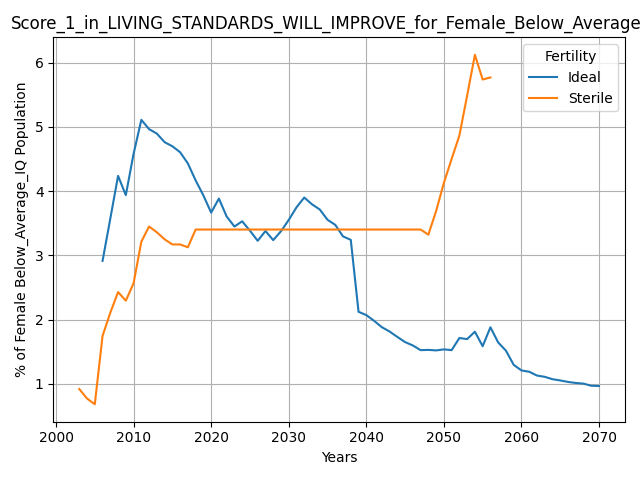 Score_1_in_LIVING_STANDARDS_WILL_IMPROVE_for_Female_Below_Average
Fertility
Ideal
Sterile
% of Female Below_Average_IQ Population
6
5
4
3
2
1
2000 2010 2020 2030 2040 2050 2060 2070
Years